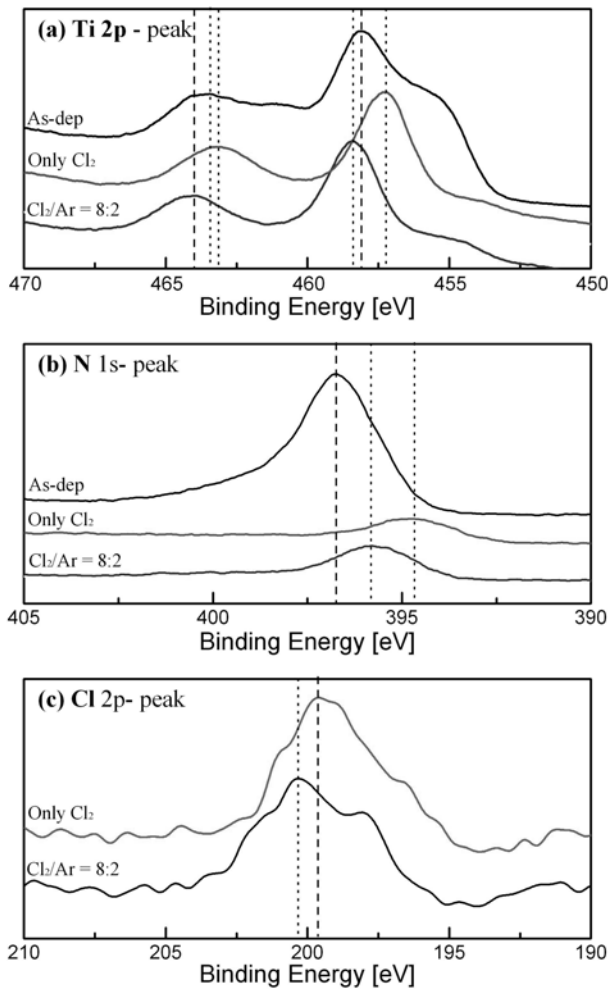 (a) Ti 2p - peak
As-dep
Only Cl₂
Cl₂/Ar = 8:2
470 465 460 455 450
Binding Energy [eV]
(b) N 1s- peak
As-dep
Only Cl₂
Cl₂/Ar = 8:2
405 400 395 390
Binding Energy [eV]
(c) Cl 2p- peak
Only Cl₂
Cl₂/Ar = 8:2
210 205 200 195 190
Binding Energy [eV]